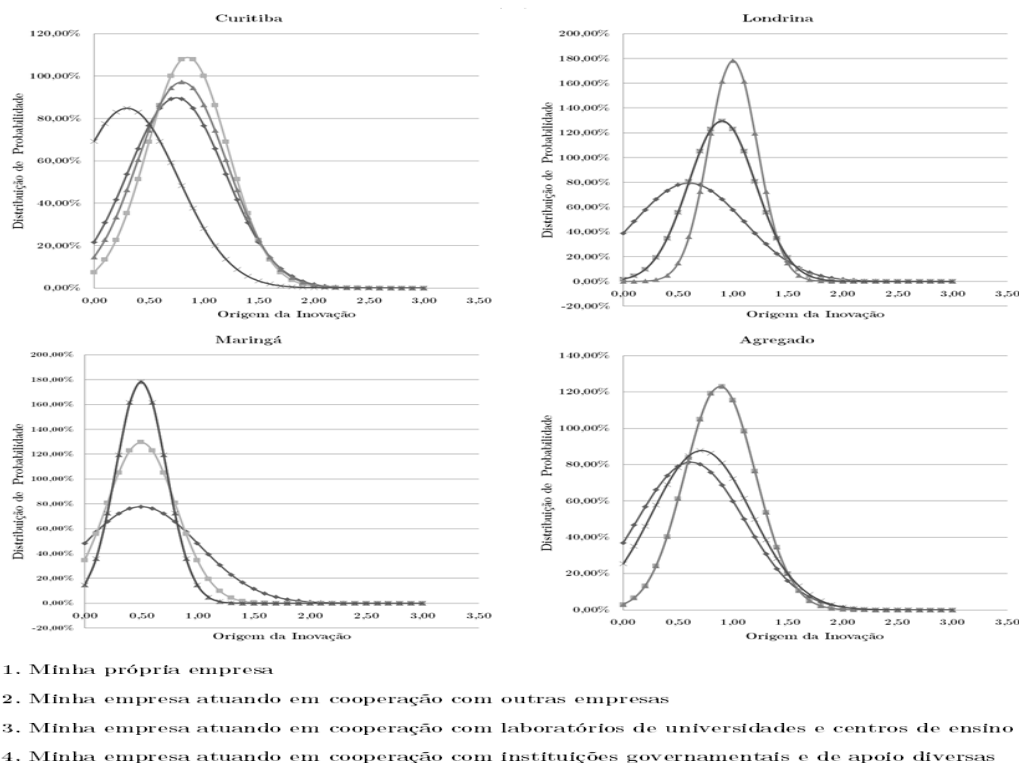 Curitiba
120,00%
100,00%
80,00%
60,00%
40,00%
20,00%
0,00%
Distribuição de Probabilidade
0,00 0,50 1,00 1,50 2,00 2,50 3,00 3,50
Origem da Inovação
Londrina
200,00%
180,00%
160,00%
140,00%
120,00%
100,00%
80,00%
60,00%
40,00%
20,00%
0,00%
-20,00%
Distribuição de Probabilidade
0,00 0,50 1,00 1,50 2,00 2,50 3,00 3,50
Origem da Inovação
Maringá
200,00%
180,00%
160,00%
140,00%
120,00%
100,00%
80,00%
60,00%
40,00%
20,00%
0,00%
-20,00%
Distribuição de Probabilidade
0,00 0,50 1,00 1,50 2,00 2,50 3,00 3,50
Origem da Inovação
Agregado
140,00%
120,00%
100,00%
80,00%
60,00%
40,00%
20,00%
0,00%
Distribuição de Probabilidade
0,00 0,50 1,00 1,50 2,00 2,50 3,00 3,50
Origem da Inovação
1. Minha própria empresa
2. Minha empresa atuando em cooperação com outras empresas
3. Minha empresa atuando em cooperação com laboratórios de universidades e centros de ensino
4. Minha empresa atuando em cooperação com instituições governamentais e de apoio diversas